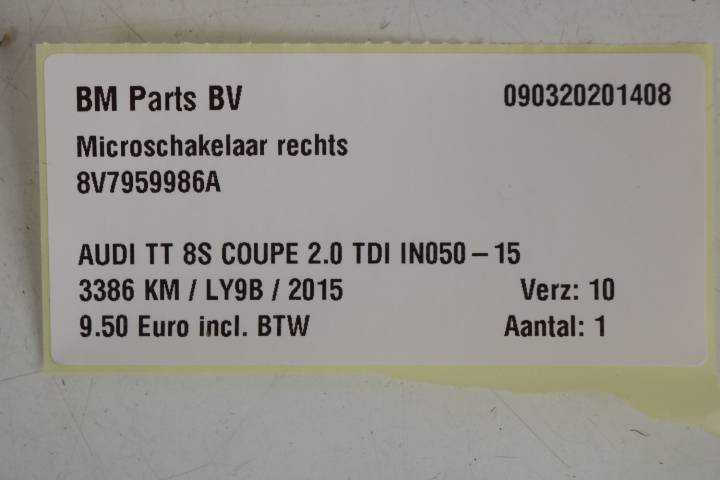 BM Parts BV 090320201408
Microschakelaar rechts
8V7959986A
AUDI TT 8S COUPE 2.0 TDI IN050-15
3386 KM / LY9B / 2015 Verz: 10
9.50 Euro incl. BTW Aantal: 1